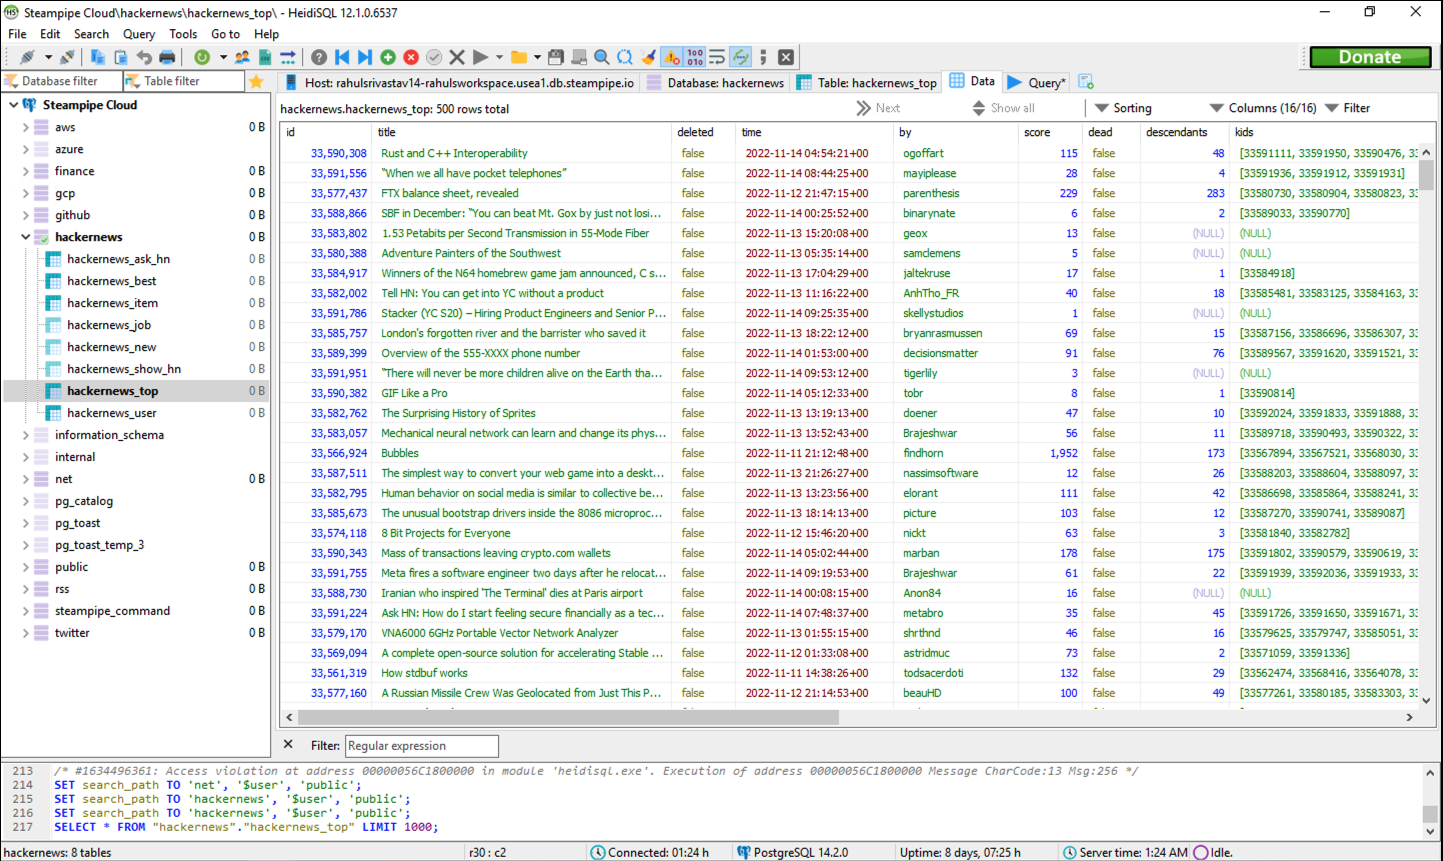 Steampipe Cloud\hackernews\hackernews_top\ - HeidiSQL 12.1.0.6537
File Edit Search Query Tools Go to Help
Donate
Database filter Table filter
Host: rahulsrivastav14-rahulsworkspace.usea1.db.steampipe.io Database: hackernews Table: hackernews_top Data Query*
Steampipe Cloud
aws 0 B
azure
finance 0 B
gcp 0 B
github 0 B
hackernews 0 B
hackernews_ask_hn 0 B
hackernews_best 0 B
hackernews_item 0 B
hackernews_job 0 B
hackernews_new 0 B
hackernews_show_hn 0 B
hackernews_top 0 B
hackernews_user 0 B
information_schema
internal
net 0 B
pg_catalog
pg_toast
pg_toast_temp_3
public 0 B
rss 0 B
steampipe_command 0 B
twitter 0 B
hackernews.hackernews_top: 500 rows total Next Show all Sorting Columns (16/16) Filter
id title deleted time by score dead descendants kids
33,590,308 Rust and C++ Interoperability false 2022-11-14 04:54:21+00 ogoffart 115 false 48 [33591111, 33591950, 33590476, 33
33,591,556 "When we all have pocket telephones" false 2022-11-14 08:44:25+00 mayiplease 28 false 4 [33591936, 33591912, 33591931]
33,577,437 FTX balance sheet, revealed false 2022-11-12 21:47:15+00 parenthesis 229 false 283 [33580730, 33580904, 33580823, 33
33,588,866 SBF in December: "You can beat Mt. Gox by just not losi... false 2022-11-14 00:25:52+00 binarynate 6 false 2 [33589033, 33590770]
33,583,802 1.53 Petabits per Second Transmission in 55-Mode Fiber false 2022-11-13 15:20:08+00 geox 13 false (NULL) (NULL)
33,580,388 Adventure Painters of the Southwest false 2022-11-13 05:35:14+00 samclemens 5 false (NULL) (NULL)
33,584,917 Winners of the N64 homebrew game jam announced, C s... false 2022-11-13 17:04:29+00 jaltekruse 17 false 1 [33584918]
33,582,002 Tell HN: You can get into YC without a product false 2022-11-13 11:16:22+00 AnhTho_FR 40 false 18 [33585481, 33583125, 33584163, 33
33,591,786 Stacker (YC S20) – Hiring Product Engineers and Senior P... false 2022-11-14 09:25:35+00 skellystudios 1 false (NULL) (NULL)
33,585,757 London's forgotten river and the barrister who saved it false 2022-11-13 18:22:12+00 bryanrasmussen 69 false 15 [33587156, 33586696, 33586307, 33
33,589,399 Overview of the 555-XXXX phone number false 2022-11-14 01:53:00+00 decisionsmatter 91 false 76 [33589567, 33591620, 33591521, 33
33,591,951 "There will never be more children alive on the Earth tha... false 2022-11-14 09:53:12+00 tigerlily 3 false (NULL) (NULL)
33,590,382 GIF Like a Pro false 2022-11-14 05:12:33+00 tobr 8 false 1 [33590814]
33,582,762 The Surprising History of Sprites false 2022-11-13 13:19:13+00 doener 47 false 10 [33592024, 33591833, 33591888, 33
33,583,057 Mechanical neural network can learn and change its phys... false 2022-11-13 13:52:43+00 Brajeshwar 56 false 11 [33589718, 33590493, 33590322, 33
33,566,924 Bubbles false 2022-11-11 21:12:48+00 findhorn 1,952 false 173 [33567894, 33567521, 33568030, 33
33,587,511 The simplest way to convert your web game into a deskt... false 2022-11-13 21:26:27+00 nassimsoftware 12 false 26 [33588203, 33588604, 33588097, 33
33,582,795 Human behavior on social media is similar to collective be... false 2022-11-13 13:23:56+00 elorant 111 false 42 [33586698, 33585864, 33588241, 33
33,585,673 The unusual bootstrap drivers inside the 8086 microproc... false 2022-11-13 18:14:13+00 picture 103 false 12 [33587270, 33590741, 33589087]
33,574,118 8 Bit Projects for Everyone false 2022-11-12 15:46:20+00 nickt 63 false 3 [33581840, 33582782]
33,590,343 Mass of transactions leaving crypto.com wallets false 2022-11-14 05:02:44+00 marban 178 false 175 [33591802, 33590579, 33590619, 33
33,591,755 Meta fires a software engineer two days after he relocat... false 2022-11-14 09:19:53+00 Brajeshwar 61 false 22 [33591939, 33592036, 33591933, 33
33,588,730 Iranian who inspired 'The Terminal' dies at Paris airport false 2022-11-14 00:08:15+00 Anon84 16 false (NULL) (NULL)
33,591,224 Ask HN: How do I start feeling secure financially as a tec... false 2022-11-14 07:48:37+00 metabro 35 false 45 [33591726, 33591650, 33591671, 33
33,579,170 VNA6000 6GHz Portable Vector Network Analyzer false 2022-11-13 01:55:15+00 shrthnd 46 false 16 [33579625, 33579747, 33585051, 33
33,569,094 A complete open-source solution for accelerating Stable ... false 2022-11-12 01:33:08+00 astridmuc 73 false 2 [33571059, 33591336]
33,561,319 How stdbuf works false 2022-11-11 14:38:26+00 todsacerdoti 132 false 29 [33562474, 33568416, 33564078, 33
33,577,160 A Russian Missile Crew Was Geolocated from Just This P... false 2022-11-12 21:14:53+00 beauHD 100 false 49 [33577261, 33580185, 33583303, 33
Filter: Regular expression
213 /* #1634496361: Access violation at address 00000056C1800000 in module 'heidisql.exe'. Execution of address 00000056C1800000 Message CharCode:13 Msg:256 */
214 SET search_path TO 'net', '$user', 'public';
215 SET search_path TO 'hackernews', '$user', 'public';
216 SET search_path TO 'hackernews', '$user', 'public';
217 SELECT * FROM "hackernews"."hackernews_top" LIMIT 1000;
hackernews: 8 tables r30 : c2 Connected: 01:24 h PostgreSQL 14.2.0 Uptime: 8 days, 07:25 h Server time: 1:24 AM Idle.